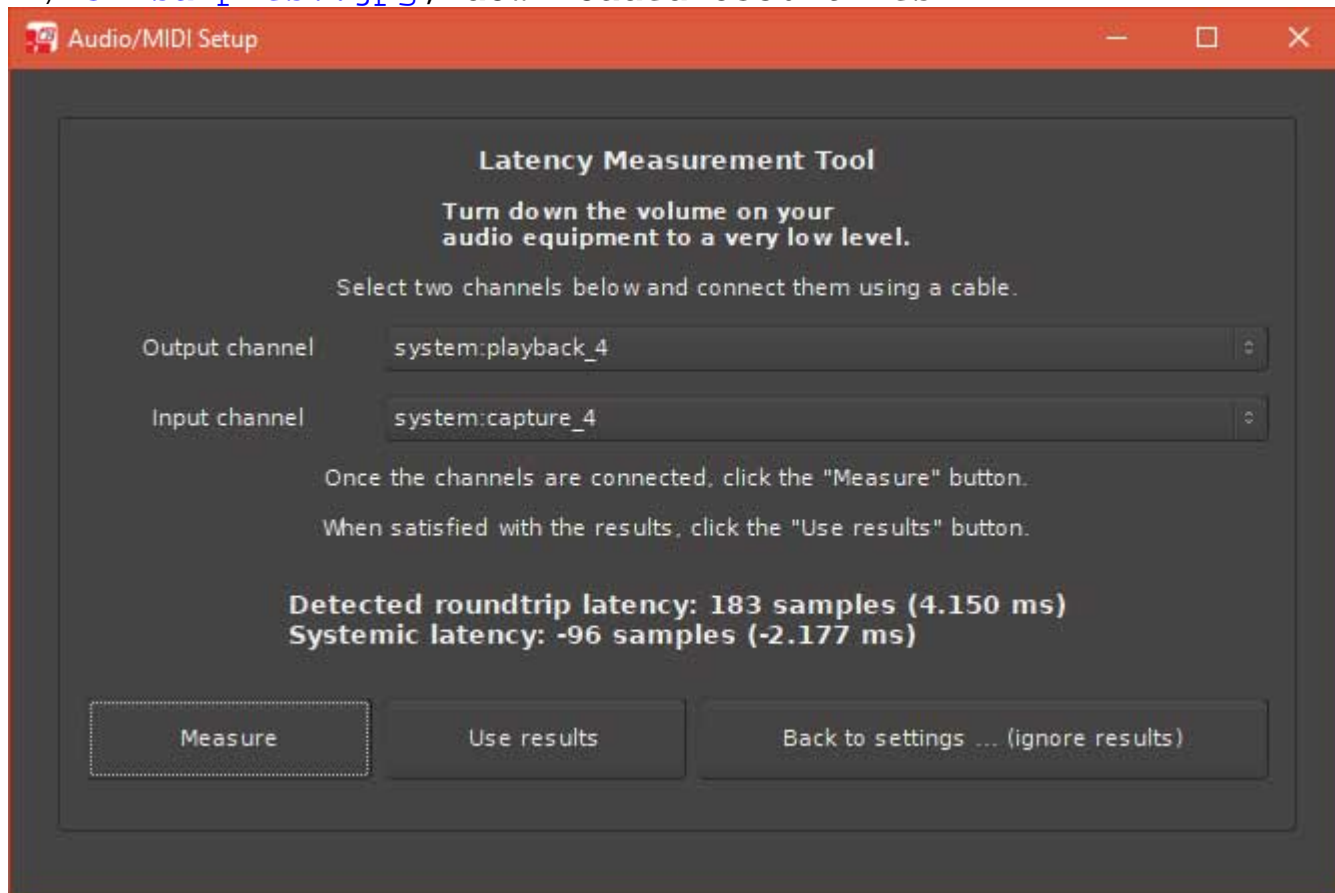 Audio/MIDI Setup
Latency Measurement Tool
Turn down the volume on your
audio equipment to a very low level.
Select two channels below and connect them using a cable.
Output channel system:playback_4
Input channel system:capture_4
Once the channels are connected, click the "Measure" button.
When satisfied with the results, click the "Use results" button.
Detected roundtrip latency: 183 samples (4.150 ms)
Systemic latency: -96 samples (-2.177 ms)
Measure Use results Back to settings ... (ignore results)